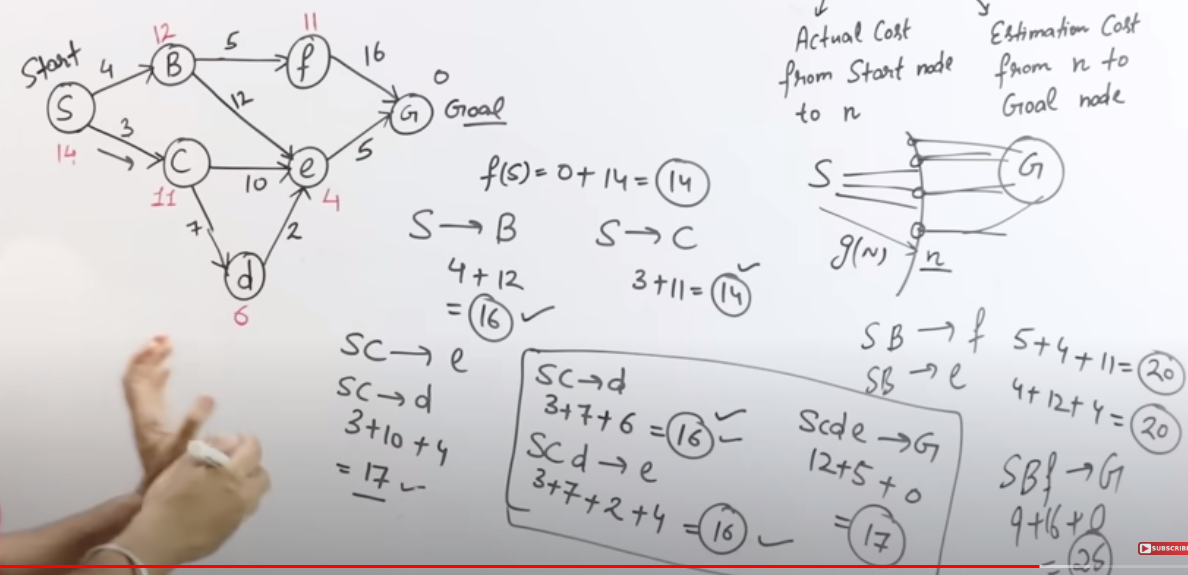 Start
S
14
4
3
12
B
5
12
11
f
16
0
G
Goal
C
11
10
e
4
5
7
2
d
6
Actual Cost
from Start node
to n
Estimation Cost
from n to
Goal node
f(S) = 0 + 14 = 14
S → B
4 + 12
= 16 ✓
S → C
3 + 11 = 14 ✓
S
G
g(n)
n
SC → e
SC → d
3 + 10 + 4
= 17 ✓
SC → d
3 + 7 + 6 = 16 ✓
SCd → e
3 + 7 + 2 + 4 = 16 ✓
Scde → G
12 + 5 + 0
= 17
SB → f 5 + 4 + 11 = 20
SB → e 4 + 12 + 4 = 20
SBf → G
9 + 16 + 0
= 25
SUBSCRIBE